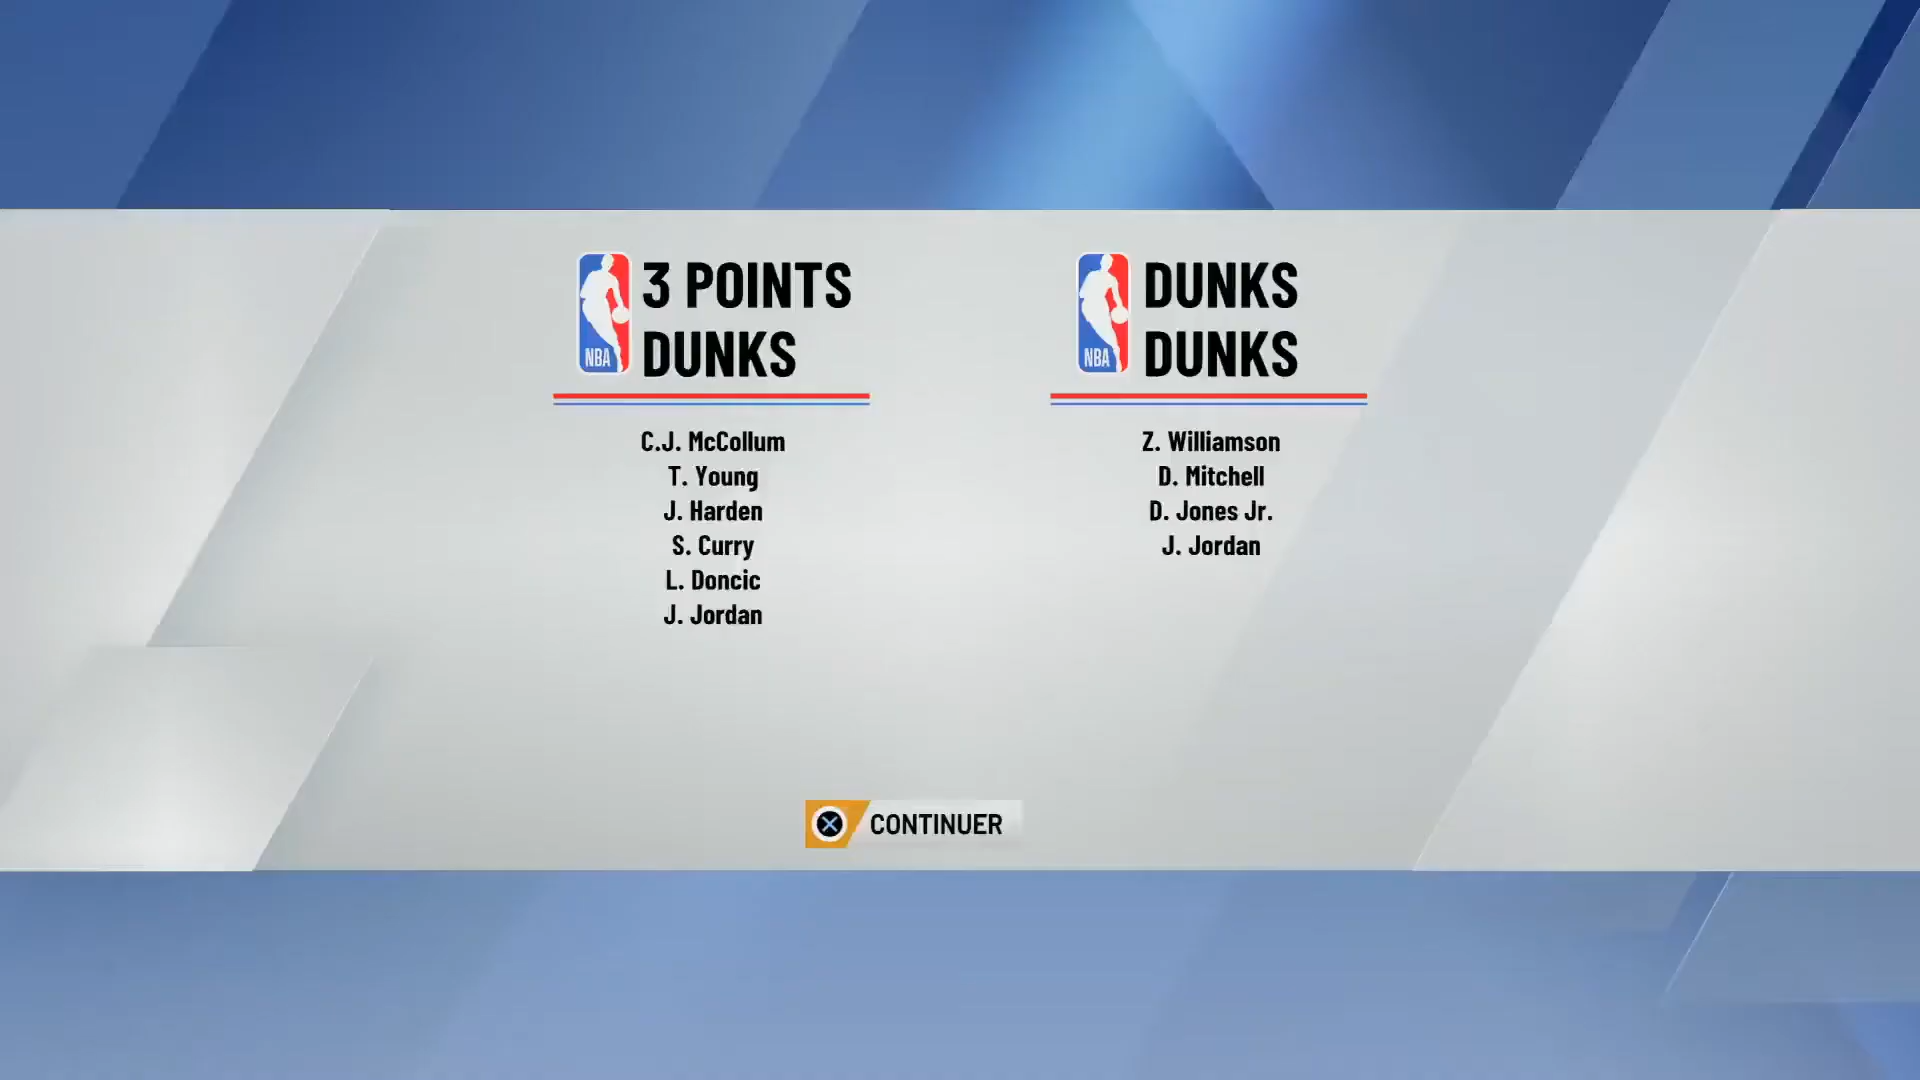 3 POINTS
DUNKS
NBA
C.J. McCollum
T. Young
J. Harden
S. Curry
L. Doncic
J. Jordan
DUNKS
DUNKS
NBA
Z. Williamson
D. Mitchell
D. Jones Jr.
J. Jordan
CONTINUER